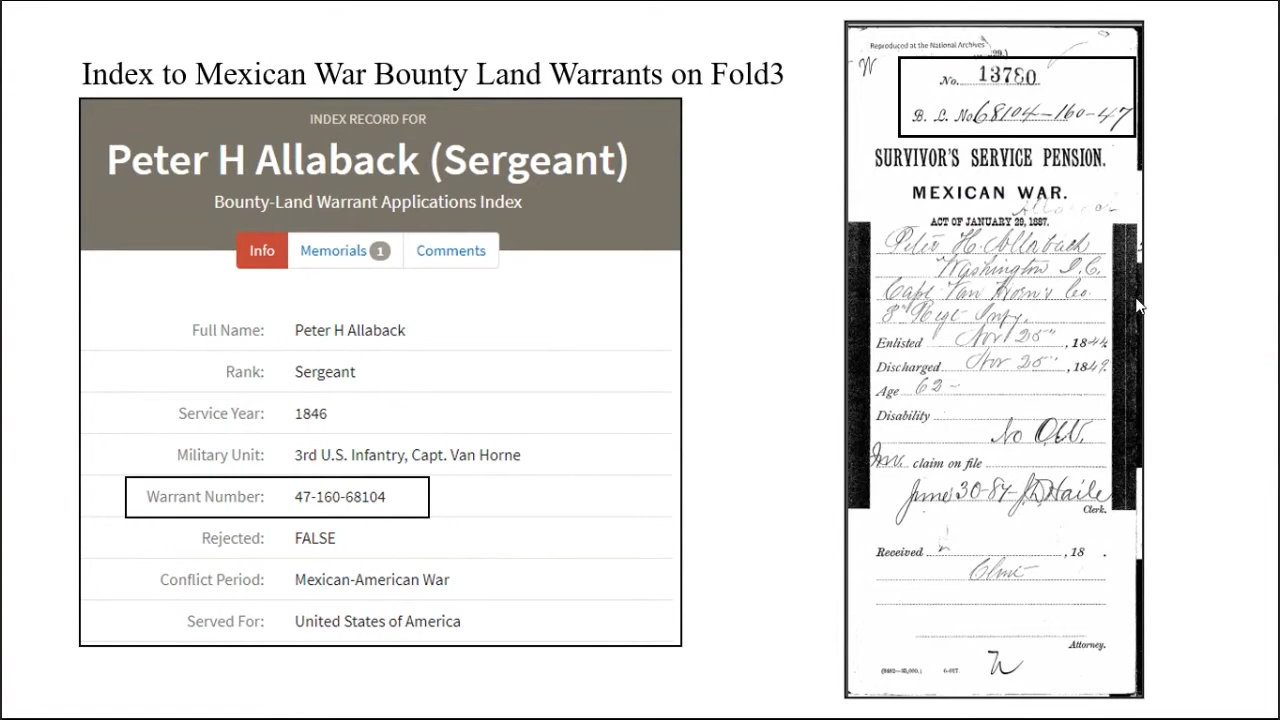 Index to Mexican War Bounty Land Warrants on Fold3
INDEX RECORD FOR
Peter H Allaback (Sergeant)
Bounty-Land Warrant Applications Index
Info Memorials 1 Comments
Full Name: Peter H Allaback
Rank: Sergeant
Service Year: 1846
Military Unit: 3rd U.S. Infantry, Capt. Van Horne
Warrant Number: 47-160-68104
Rejected: FALSE
Conflict Period: Mexican-American War
Served For: United States of America
Reproduced at the National Archives
No. 13780
B. L. No 68104-160-47
SURVIVOR'S SERVICE PENSION.
MEXICAN WAR.
ACT OF JANUARY 29, 1887.
Peter H. Allaback
Washington D.C.
Capt. Van Horn's Co.
Regt Infy.
Enlisted Nov 25", 1844
Discharged Nov 25", 1849.
Age 62
Disability
No O.W.
Inv. claim on file
June 30-87- J.D. Haile
Clerk.
Received , 18 .
Attorney.